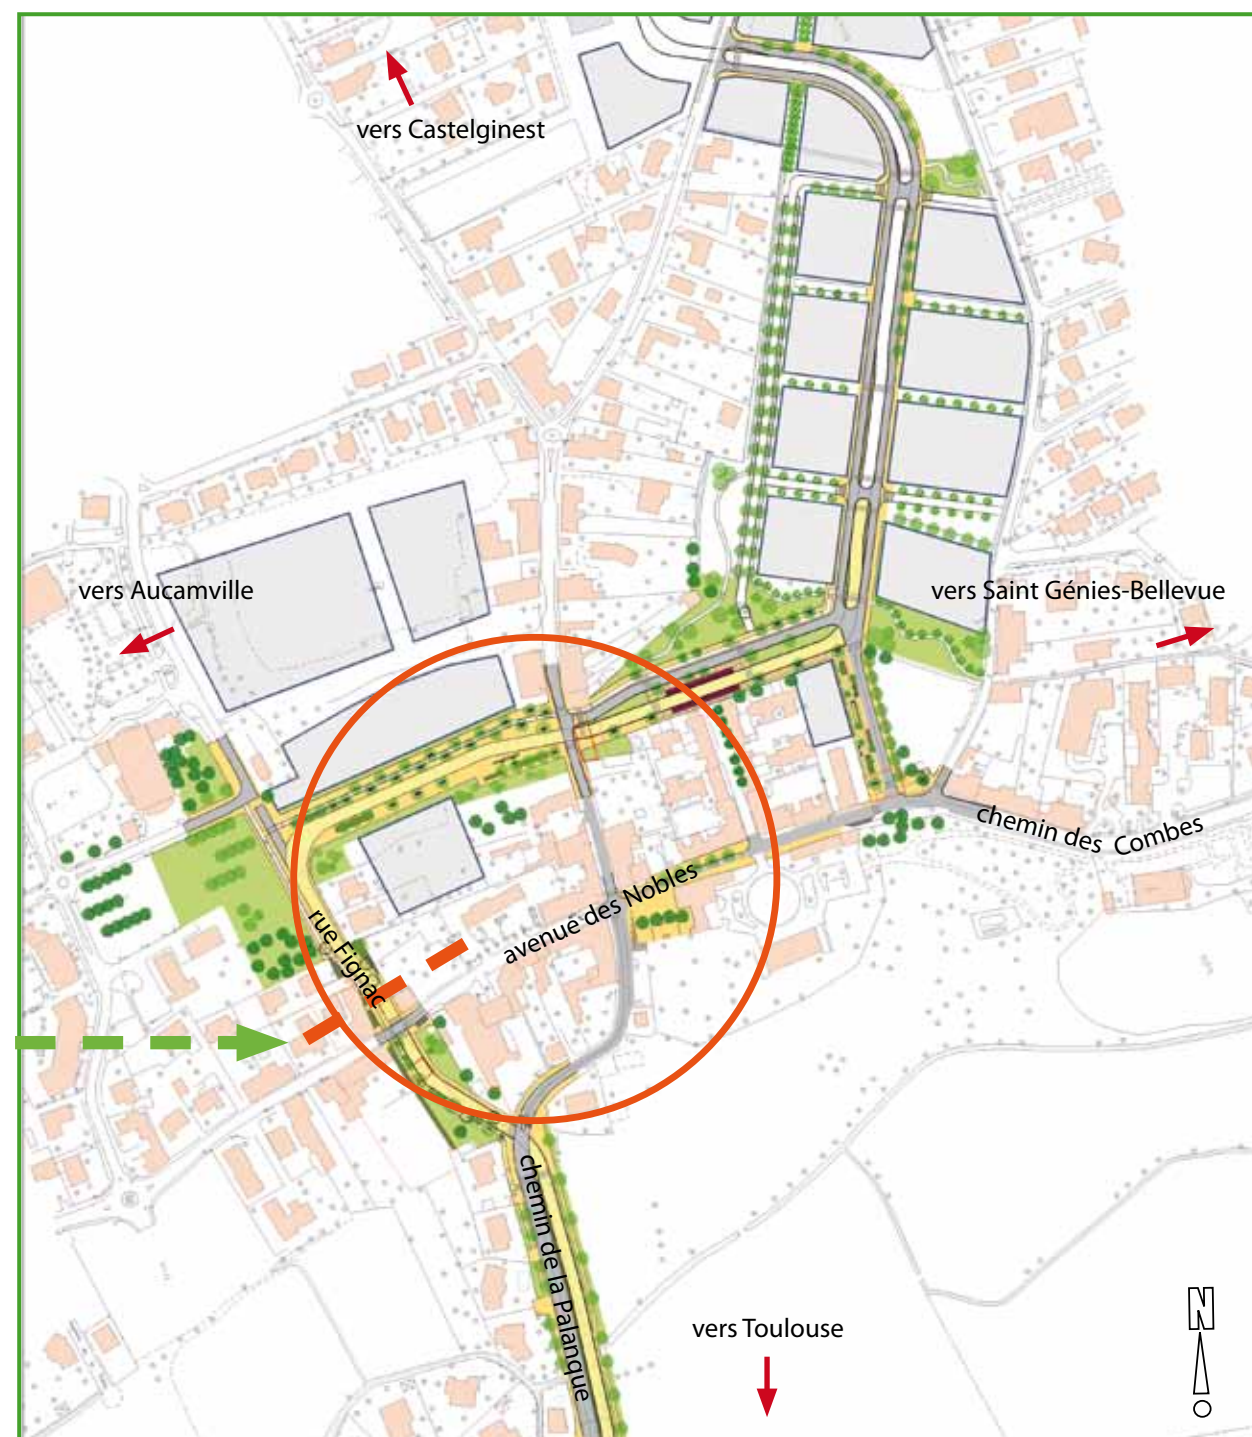 vers Castelginest
vers Aucamville
vers Saint Génies-Bellevue
chemin des Combes
avenue des Nobles
rue Fignac
chemin de la Palanque
vers Toulouse
N